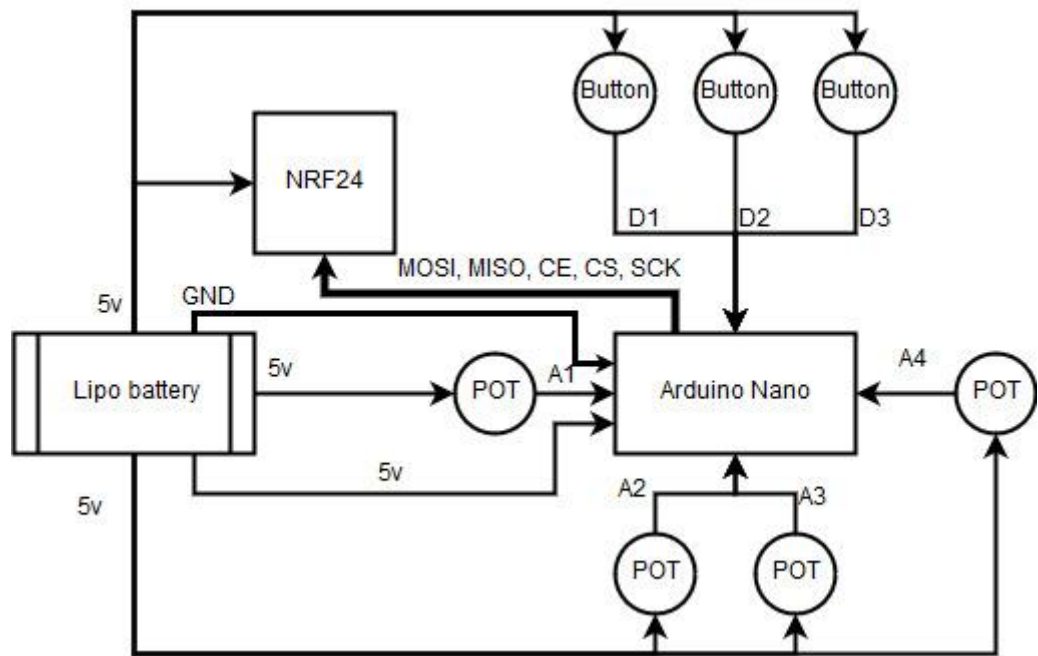 Button
Button
Button
NRF24
D1
D2
D3
MOSI, MISO, CE, CS, SCK
5v
GND
5v
Lipo battery
POT
A1
Arduino Nano
A4
POT
5v
5v
A2
A3
POT
POT